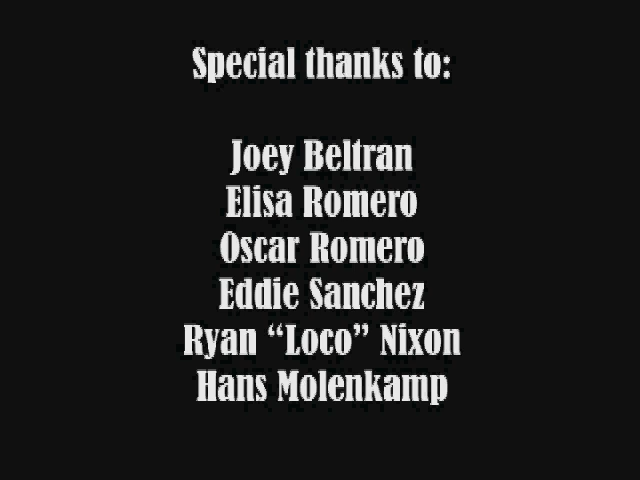 Special thanks to:
Joey Beltran
Elisa Romero
Oscar Romero
Eddie Sanchez
Ryan “Loco” Nixon
Hans Molenkamp